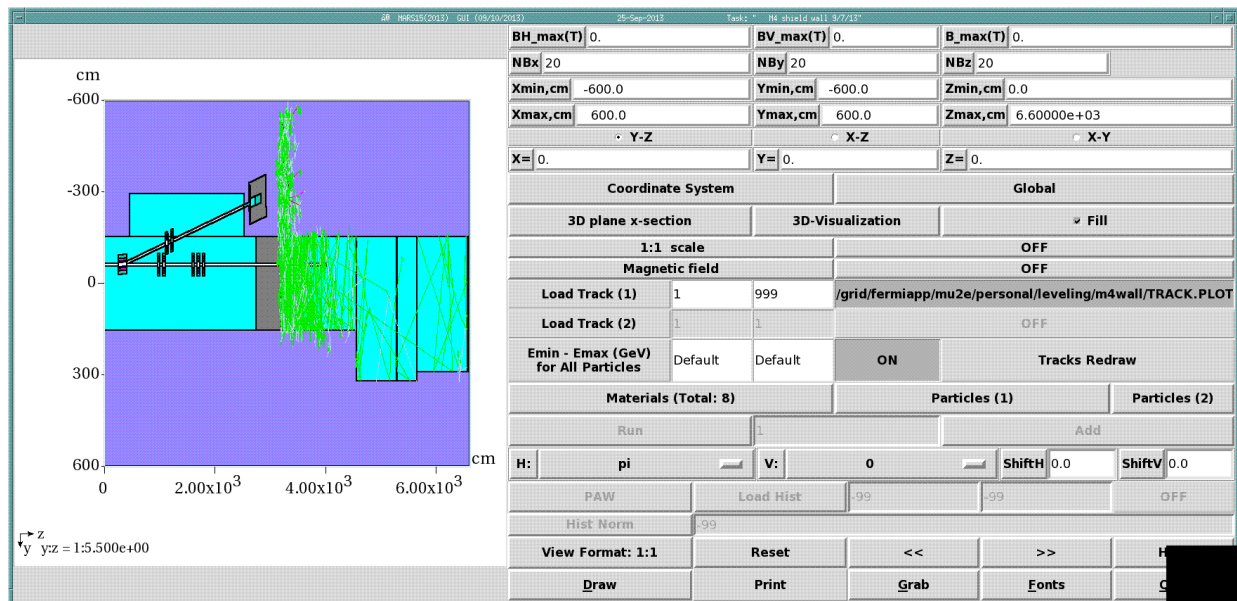 MARS15(2013) GUI (09/10/2013) 25-Sep-2013 Task: " M4 shield wall 9/7/13"
cm
-600
-300
0
300
600
cm
0 2.00x10³ 4.00x10³ 6.00x10³
z
y y:z = 1:5.500e+00
BH_max(T) 0. BV_max(T) 0. B_max(T) 0.
NBx 20 NBy 20 NBz 20
Xmin,cm -600.0 Ymin,cm -600.0 Zmin,cm 0.0
Xmax,cm 600.0 Ymax,cm 600.0 Zmax,cm 6.60000e+03
Y-Z X-Z X-Y
X= 0. Y= 0. Z= 0.
Coordinate System Global
3D plane x-section 3D-Visualization Fill
1:1 scale OFF
Magnetic field OFF
Load Track (1) 1 999 /grid/fermiapp/mu2e/personal/leveling/m4wall/TRACK.PLOT
Load Track (2) 1 1 OFF
Emin - Emax (GeV)
for All Particles Default Default ON Tracks Redraw
Materials (Total: 8) Particles (1) Particles (2)
Run 1 Add
H: pi V: 0 ShiftH 0.0 ShiftV 0.0
PAW Load Hist -99 -99 OFF
Hist Norm -99
View Format: 1:1 Reset << >>
Draw Print Grab Fonts